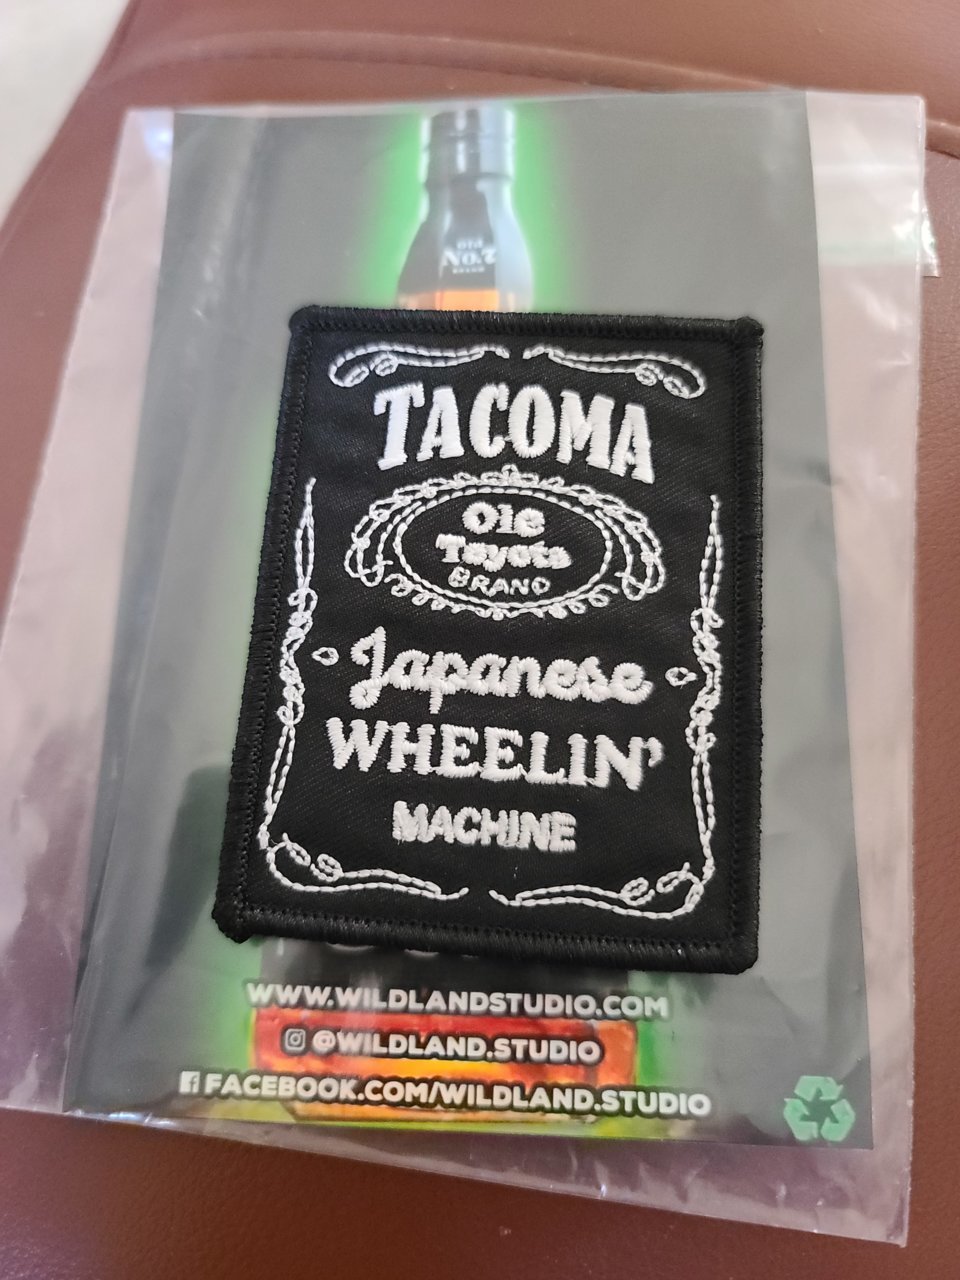 Old
No.7
BRAND
TACOMA
Ole
Toyota
BRAND
Japanese
WHEELIN'
MACHINE
WWW.WILDLANDSTUDIO.COM
@WILDLAND.STUDIO
FACEBOOK.COM/WILDLAND.STUDIO